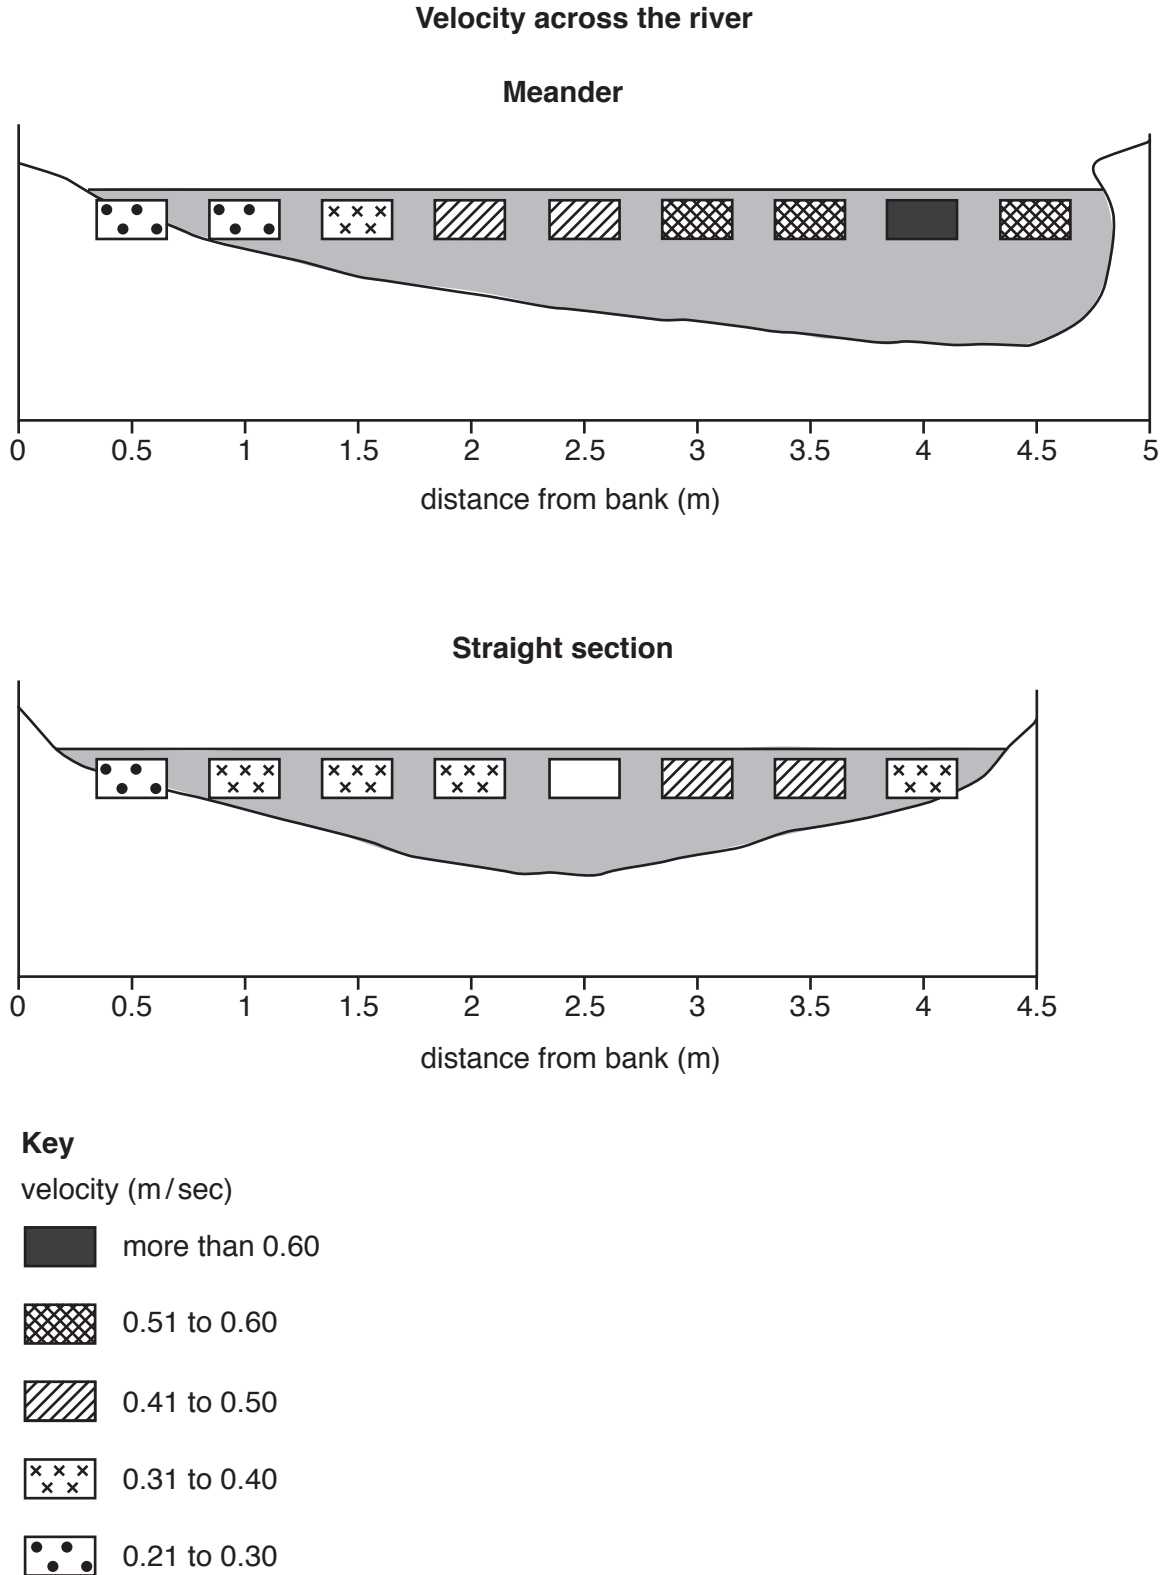 Velocity across the river
Meander
0 0.5 1 1.5 2 2.5 3 3.5 4 4.5 5
distance from bank (m)
Straight section
0 0.5 1 1.5 2 2.5 3 3.5 4 4.5
distance from bank (m)
Key
velocity (m/sec)
more than 0.60
0.51 to 0.60
0.41 to 0.50
0.31 to 0.40
0.21 to 0.30